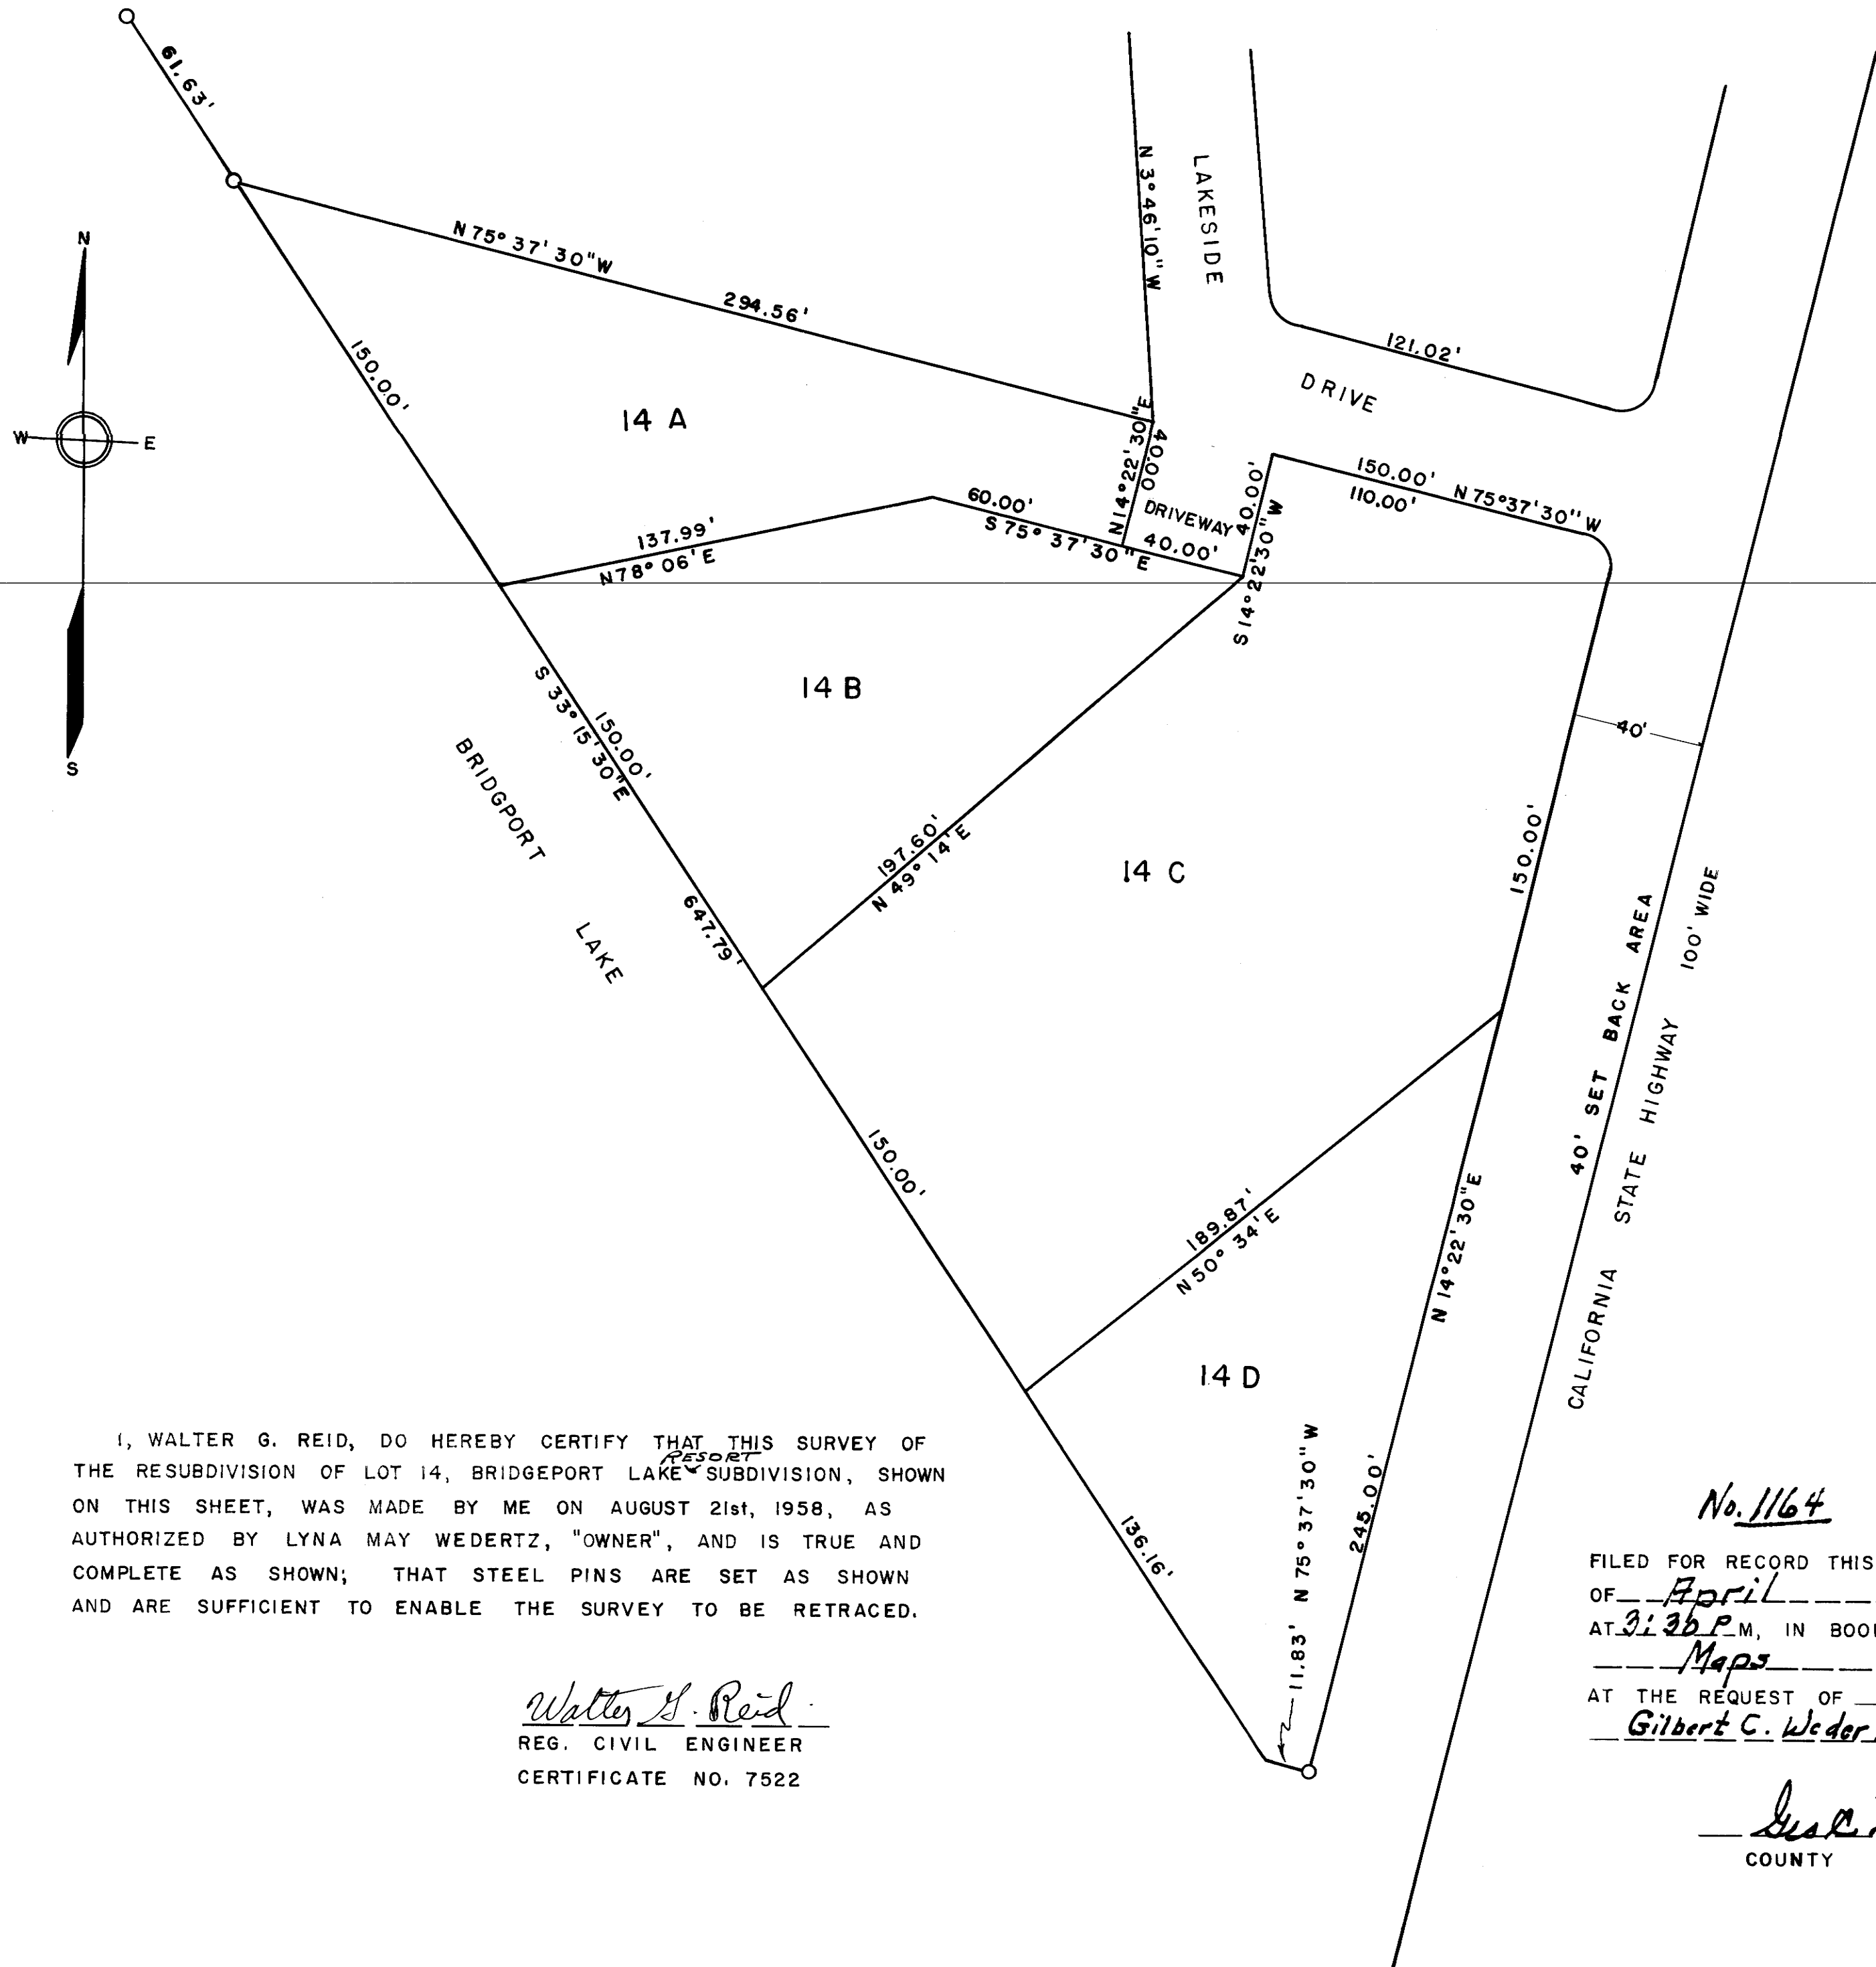 61.63'
N 75° 37' 30" W
294.56'
N 3° 46' 10" W
LAKESIDE
DRIVE
121.02'
N
W
E
S
150.00'
14 A
N 14° 22' 30" E
40.00'
DRIVEWAY
40.00'
S 14° 22' 30" W
150.00'
110.00'
N 75° 37' 30" W
137.99'
N 78° 06' E
60.00'
S 75° 37' 30" E
40.00'
14 B
150.00'
S 33° 15' 30" E
BRIDGPORT
LAKE
647.79'
197.60'
N 49° 14' E
14 C
40'
150.00'
40' SET BACK AREA
CALIFORNIA STATE HIGHWAY 100' WIDE
150.00'
189.87'
N 50° 34' E
N 14° 22' 30" E
14 D
136.16'
11.83' N 75° 37' 30" W
245.00'
I, WALTER G. REID, DO HEREBY CERTIFY THAT THIS SURVEY OF
THE RESUBDIVISION OF LOT 14, BRIDGEPORT LAKE RESORT SUBDIVISION, SHOWN
ON THIS SHEET, WAS MADE BY ME ON AUGUST 21st, 1958, AS
AUTHORIZED BY LYNA MAY WEDERTZ, "OWNER", AND IS TRUE AND
COMPLETE AS SHOWN; THAT STEEL PINS ARE SET AS SHOWN
AND ARE SUFFICIENT TO ENABLE THE SURVEY TO BE RETRACED.
Walter G. Reid
REG. CIVIL ENGINEER
CERTIFICATE NO. 7522
No. 1164
FILED FOR RECORD THIS
OF April
AT 3:30 P M, IN BOO
Maps
AT THE REQUEST OF
Gilbert C. Weder
COUNTY